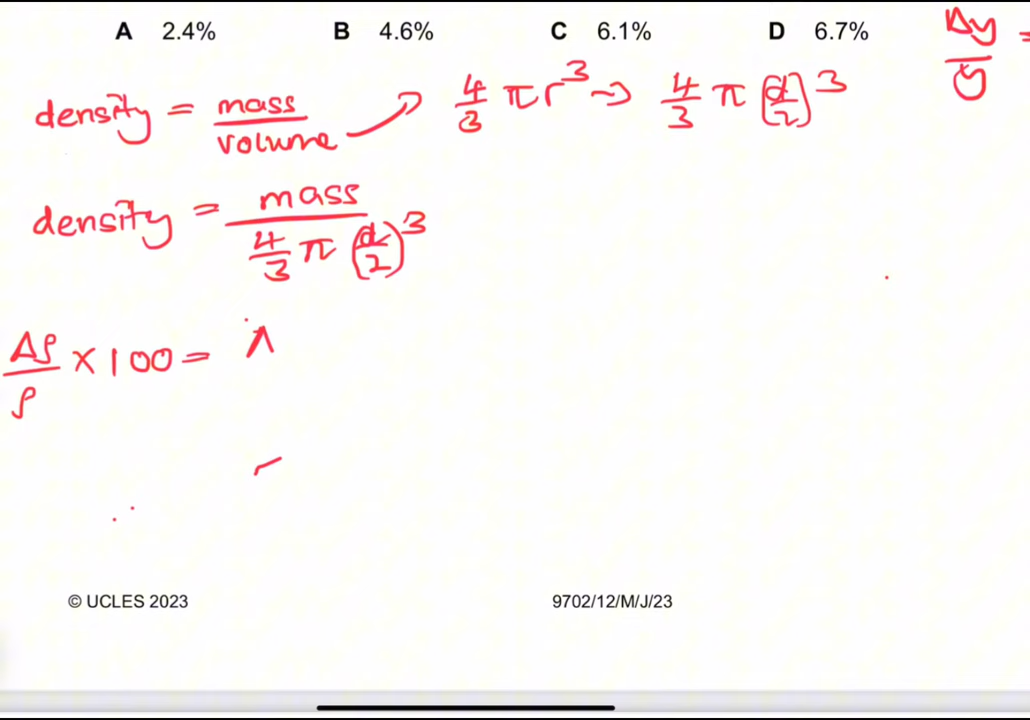 A 2.4% B 4.6% C 6.1% D 6.7%
Δy/y =
density = mass/volume → 4/3 πr³ → 4/3 π(d/2)³
density = mass / 4/3 π(d/2)³
Δρ/ρ × 100 =
© UCLES 2023 9702/12/M/J/23